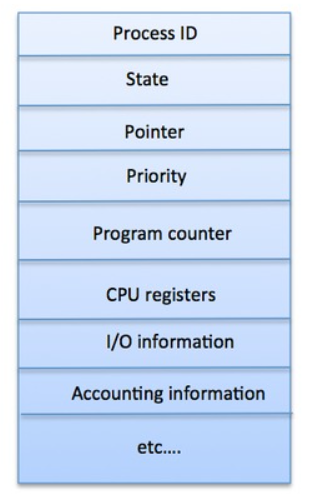 Process ID
State
Pointer
Priority
Program counter
CPU registers
I/O information
Accounting information
etc....